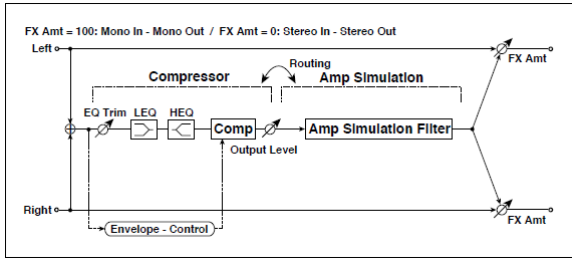 FX Amt = 100: Mono In - Mono Out / FX Amt = 0: Stereo In - Stereo Out
Left
FX Amt
Routing
Compressor
Amp Simulation
EQ Trim
LEQ
HEQ
Comp
Amp Simulation Filter
Output Level
Right
FX Amt
Envelope - Control